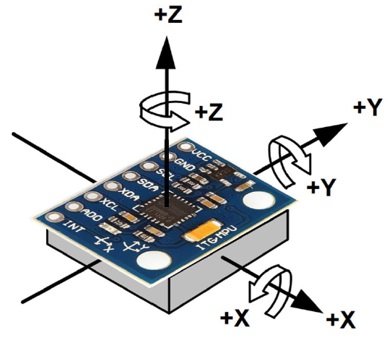 +Z
+Z
+Y
+Y
+X
+X
VCC
GND
SCL
SDA
XDA
XCL
ADO
INT
ITG/MPU
X
Y